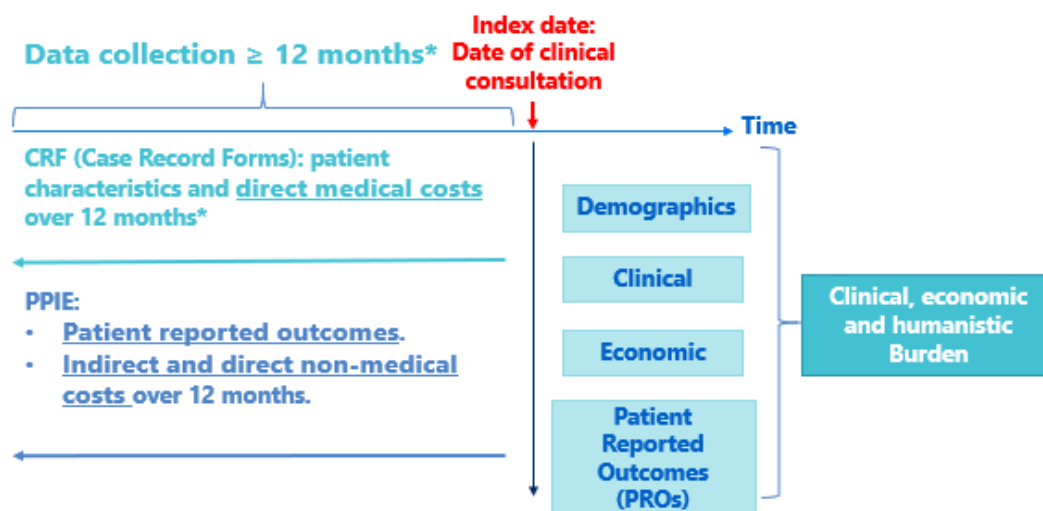 Data collection ≥ 12 months*
Index date:
Date of clinical
consultation
Time
CRF (Case Record Forms): patient
characteristics and direct medical costs
over 12 months*
PPIE:
• Patient reported outcomes.
• Indirect and direct non-medical
costs over 12 months.
Demographics
Clinical
Economic
Patient
Reported
Outcomes
(PROs)
Clinical, economic
and humanistic
Burden